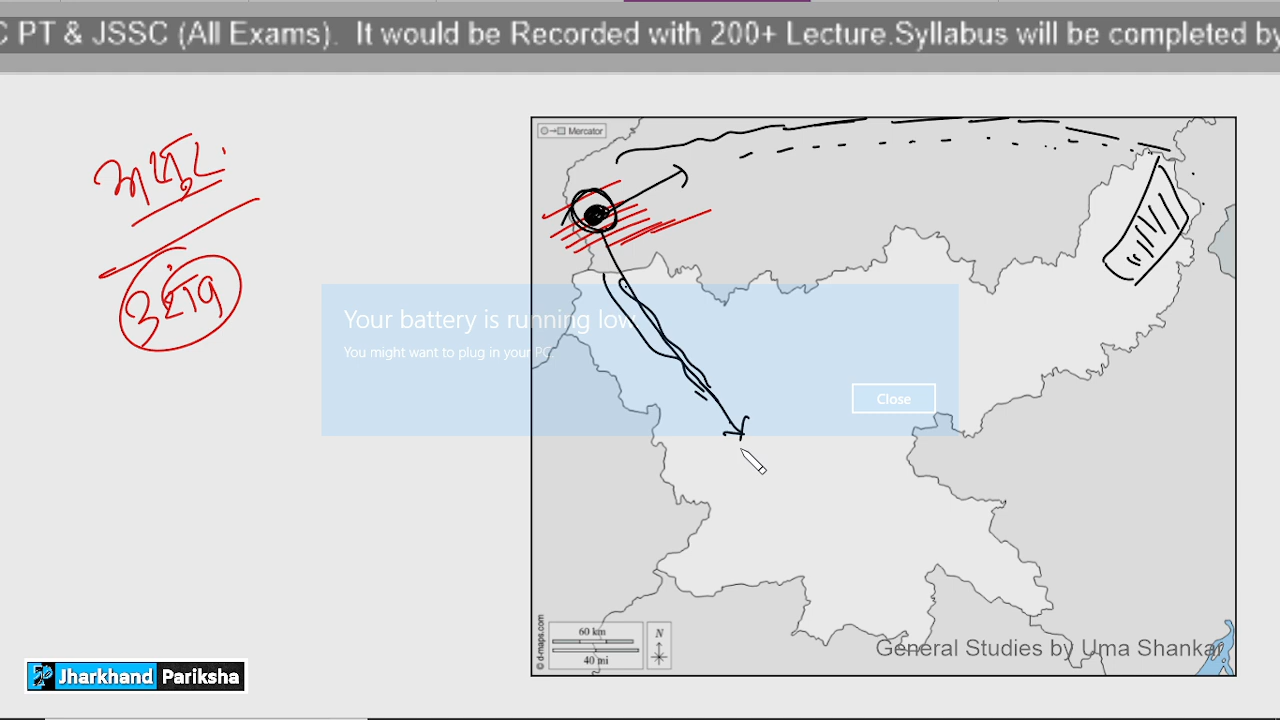 C PT & JSSC (All Exams). It would be Recorded with 200+ Lecture.Syllabus will be completed by
Mercator
असुर
उरांव
Your battery is running low
You might want to plug in your PC.
Close
© d-maps.com
60 km
40 mi
N
General Studies by Uma Shankar
Jharkhand Pariksha